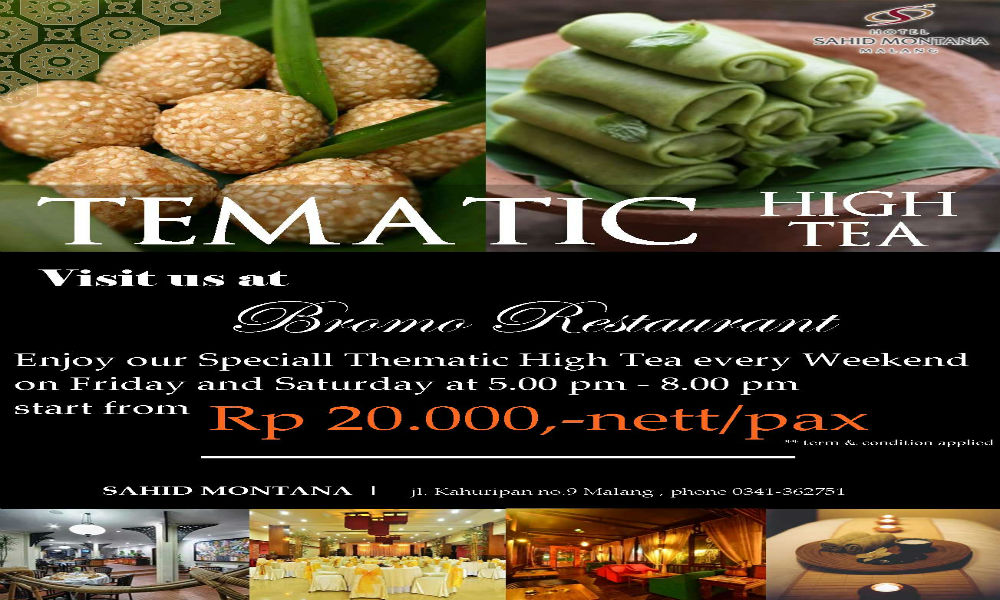 HOTEL
SAHID MONTANA
MALANG
TEMATIC HIGH
TEA
Visit us at
Bromo Restaurant
Enjoy our Speciall Thematic High Tea every Weekend
on Friday and Saturday at 5.00 pm - 8.00 pm
start from Rp 20.000,-nett/pax
** term & condition applied
SAHID MONTANA | jl. Kahuripan no.9 Malang , phone 0341-362751